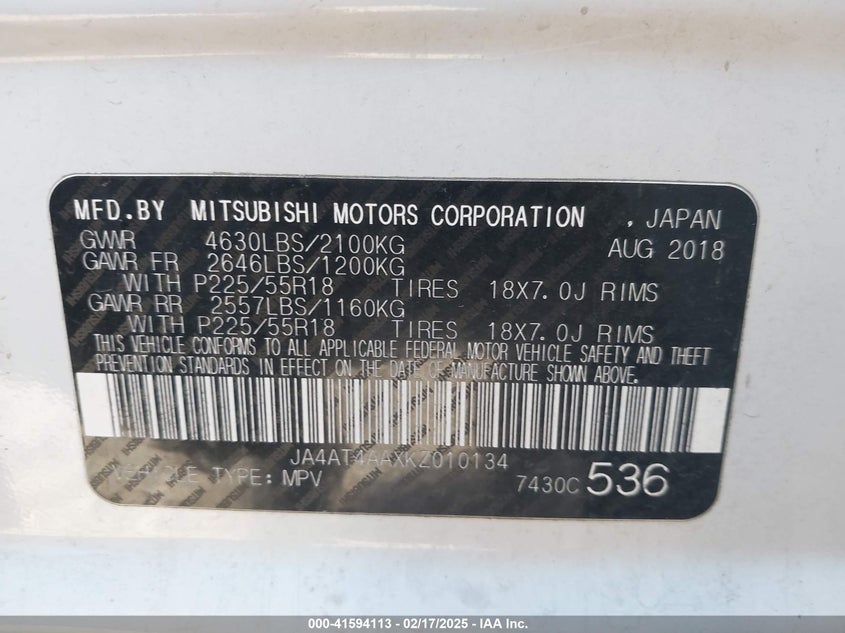 MFD.BY MITSUBISHI MOTORS CORPORATION , JAPAN
GVWR 4630LBS/2100KG AUG 2018
GAWR FR 2646LBS/1200KG
WITH P225/55R18 TIRES 18X7.0J RIMS
GAWR RR 2557LBS/1160KG
WITH P225/55R18 TIRES 18X7.0J RIMS
THIS VEHICLE CONFORMS TO ALL APPLICABLE FEDERAL MOTOR VEHICLE SAFETY AND THEFT
PREVENTION STANDARDS IN EFFECT ON THE DATE OF MANUFACTURE SHOWN ABOVE.
JA4AT4AAXKZ010134
VEHICLE TYPE: MPV 7430C 536
000-41594113 - 02/17/2025 - IAA Inc.